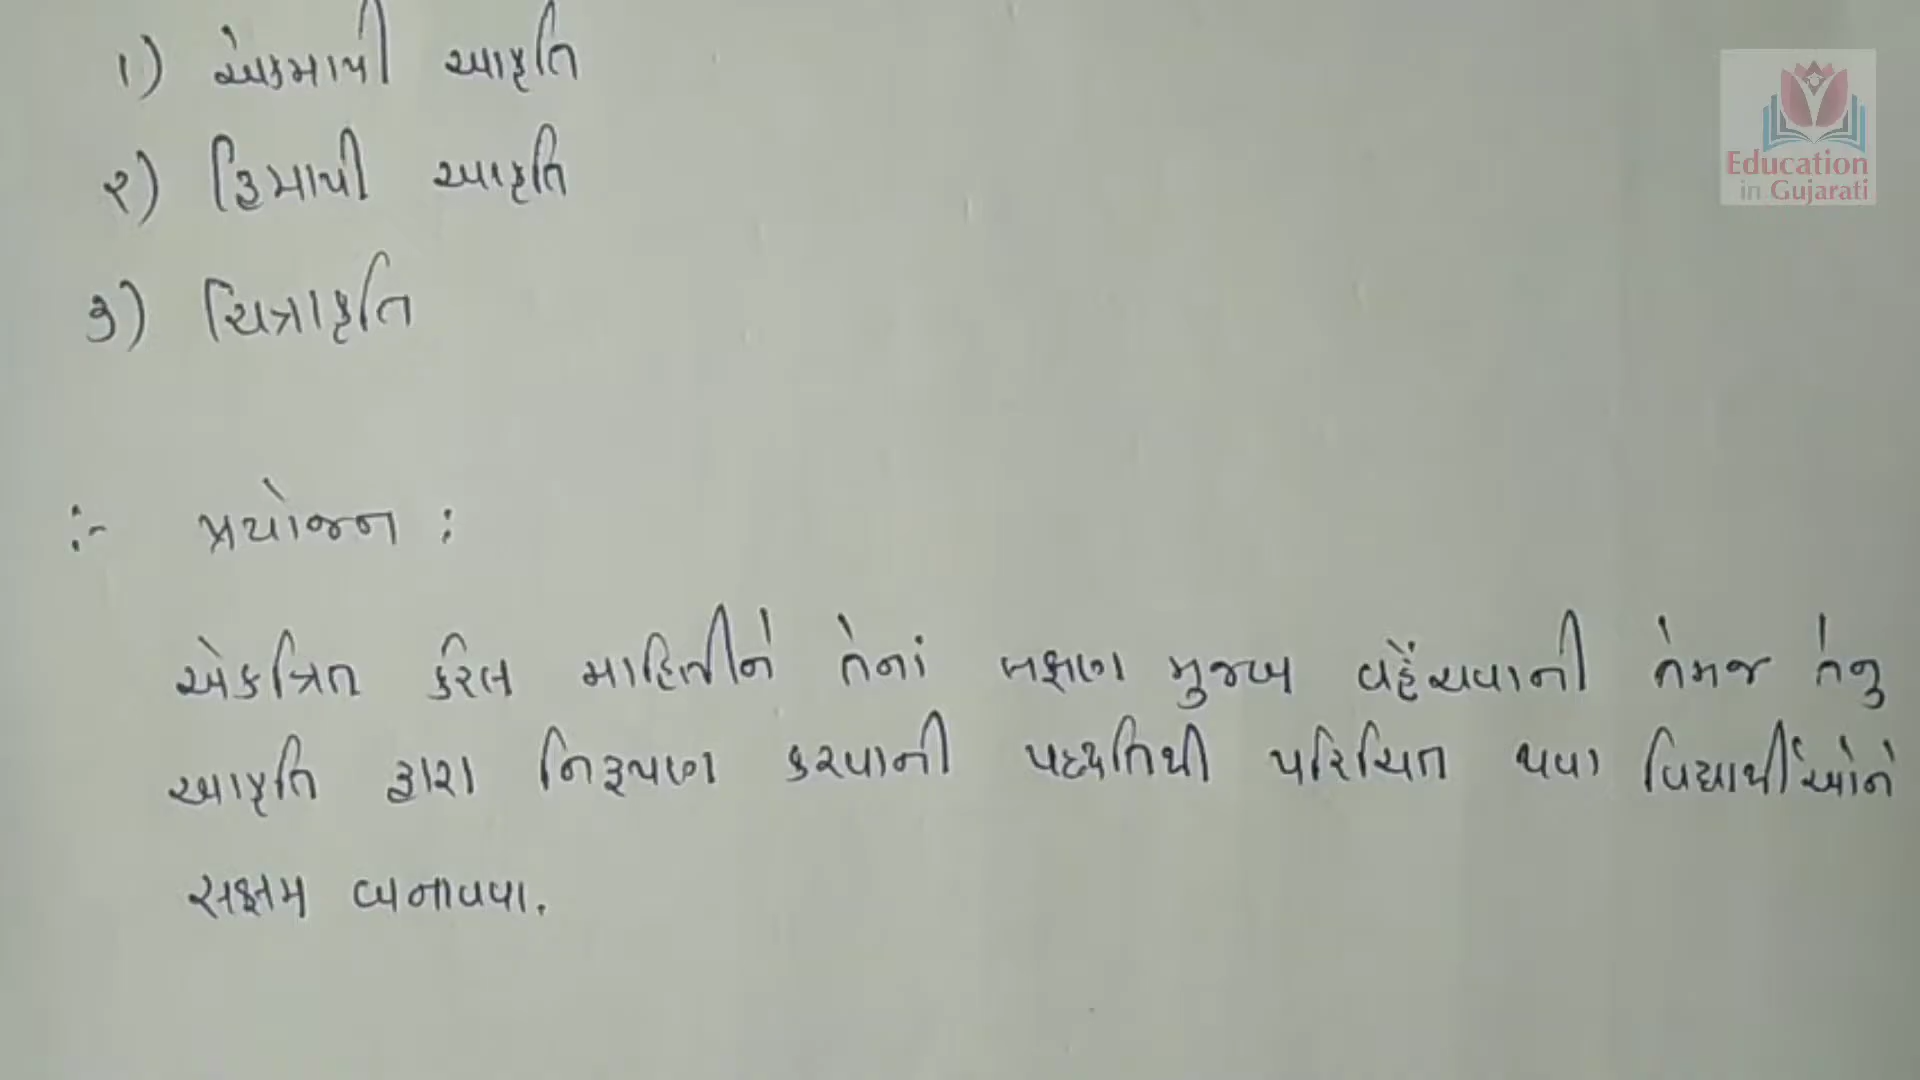 ૧) એકમાપી આકૃતિ
૨) દ્વિમાપી આકૃતિ
૩) ચિત્રાકૃતિ
:- પ્રયોજન :
એકત્રિત કરેલ માહિતીને તેનાં લક્ષણ મુજબ વહેંચવાની તેમજ તેનુ
આકૃતિ દ્વારા નિરૂપણ કરવાની પદ્ધતિથી પરિચિત થવા વિદ્યાર્થીઓને
સક્ષમ બનાવવા.
Education
in Gujarati